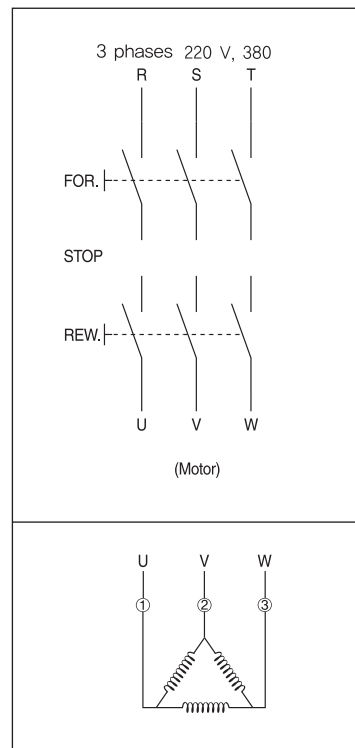 3 phases 220 V, 380
R S T
FOR.
STOP
REW.
U V W
(Motor)
U V W
① ② ③